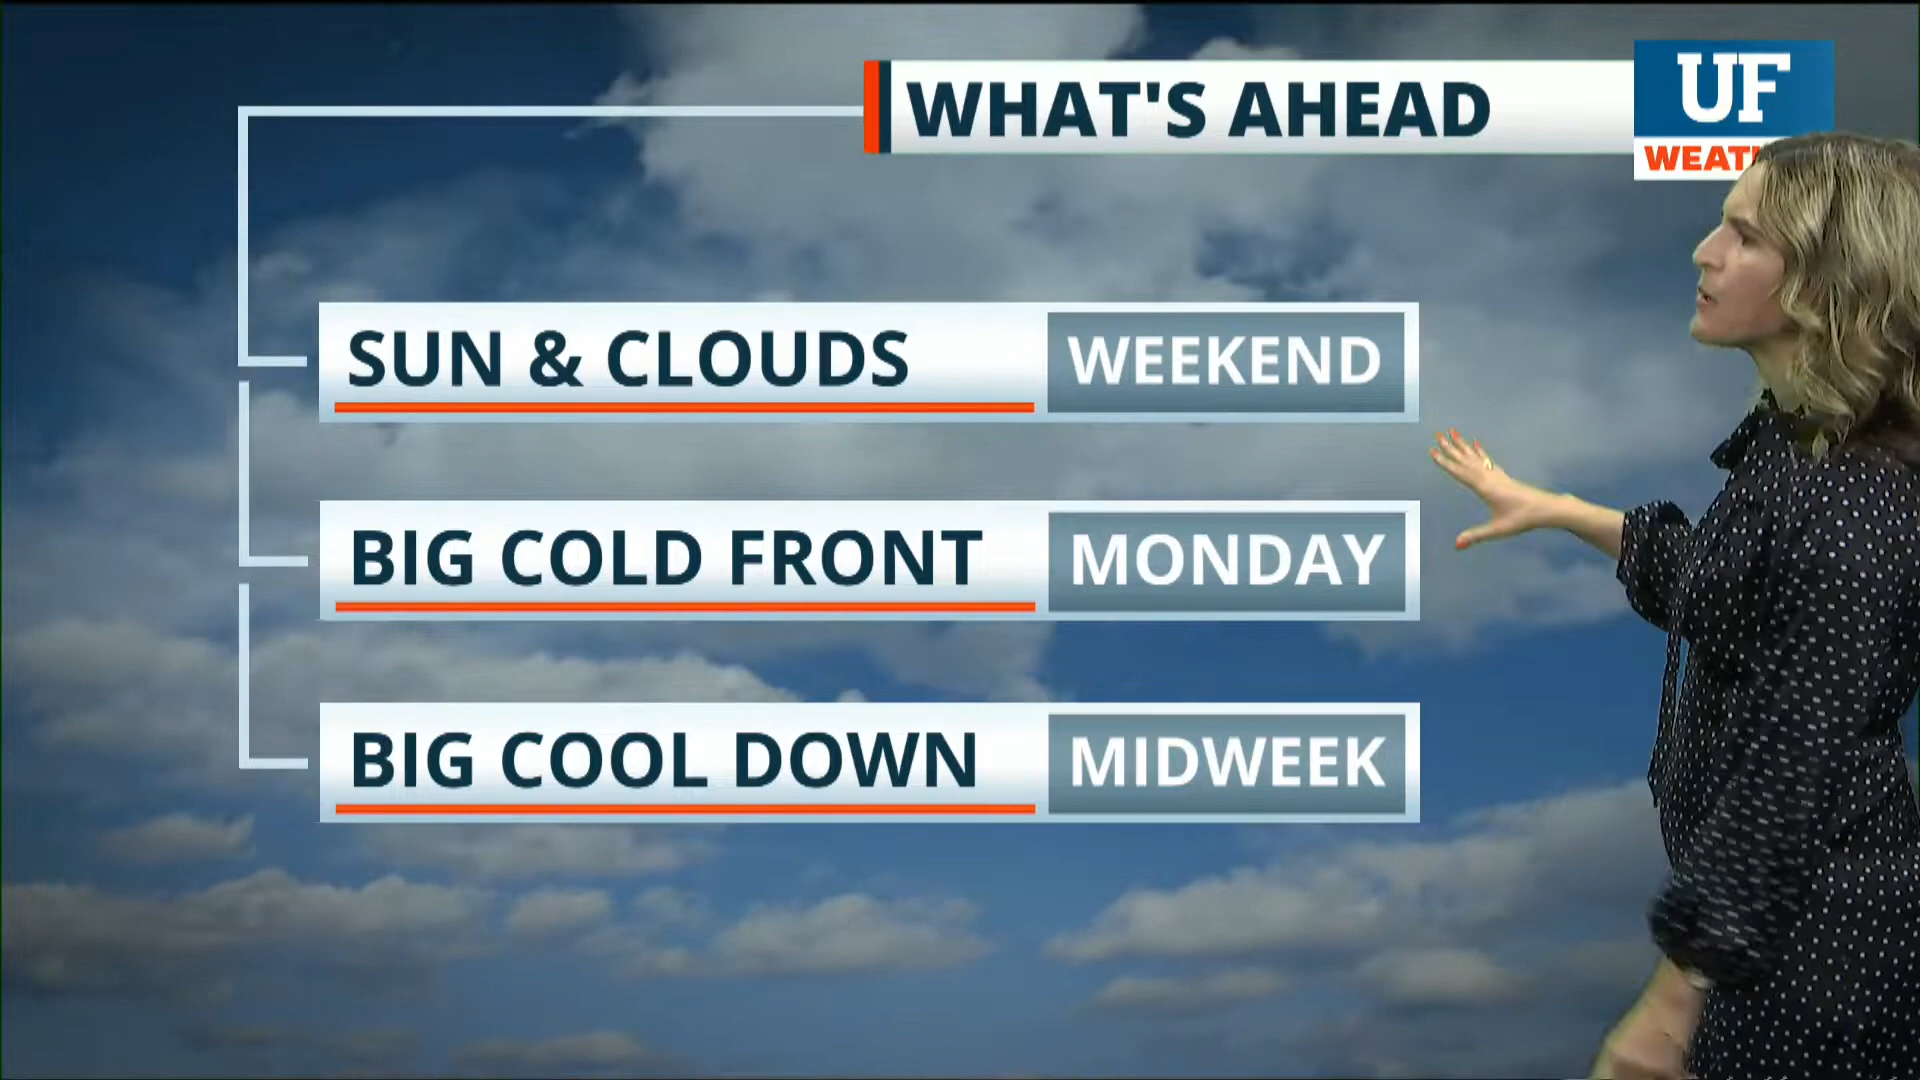 WHAT'S AHEAD
UF
SUN & CLOUDS WEEKEND
BIG COLD FRONT MONDAY
BIG COOL DOWN MIDWEEK